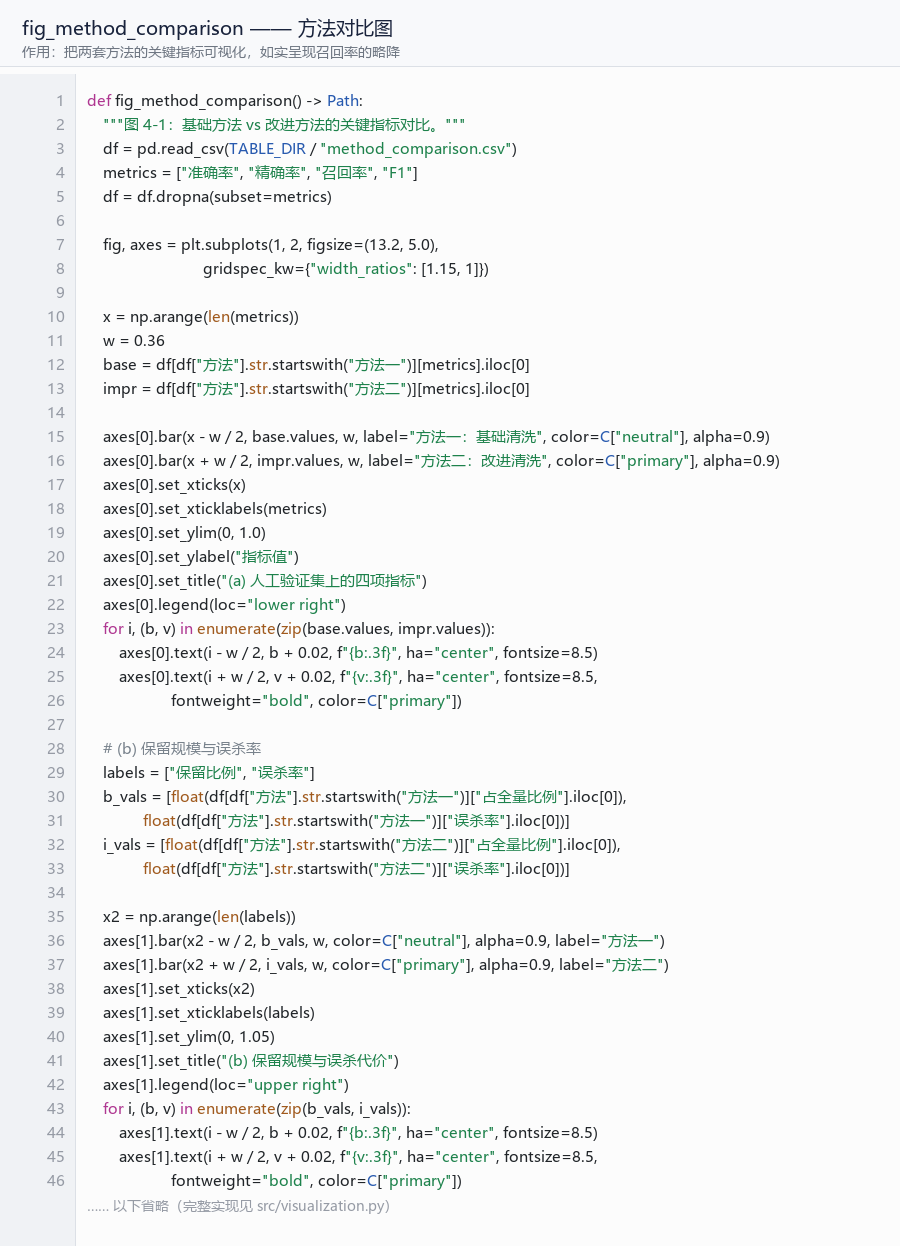 fig_method_comparison —— 方法对比图
作用：把两套方法的关键指标可视化，如实呈现召回率的略降
1 def fig_method_comparison() -> Path:
2     """图 4-1：基础方法 vs 改进方法的关键指标对比。"""
3     df = pd.read_csv(TABLE_DIR / "method_comparison.csv")
4     metrics = ["准确率", "精确率", "召回率", "F1"]
5     df = df.dropna(subset=metrics)
6
7     fig, axes = plt.subplots(1, 2, figsize=(13.2, 5.0),
8                              gridspec_kw={"width_ratios": [1.15, 1]})
9
10     x = np.arange(len(metrics))
11     w = 0.36
12     base = df[df["方法"].str.startswith("方法一")][metrics].iloc[0]
13     impr = df[df["方法"].str.startswith("方法二")][metrics].iloc[0]
14
15     axes[0].bar(x - w / 2, base.values, w, label="方法一：基础清洗", color=C["neutral"], alpha=0.9)
16     axes[0].bar(x + w / 2, impr.values, w, label="方法二：改进清洗", color=C["primary"], alpha=0.9)
17     axes[0].set_xticks(x)
18     axes[0].set_xticklabels(metrics)
19     axes[0].set_ylim(0, 1.0)
20     axes[0].set_ylabel("指标值")
21     axes[0].set_title("(a) 人工验证集上的四项指标")
22     axes[0].legend(loc="lower right")
23     for i, (b, v) in enumerate(zip(base.values, impr.values)):
24         axes[0].text(i - w / 2, b + 0.02, f"{b:.3f}", ha="center", fontsize=8.5)
25         axes[0].text(i + w / 2, v + 0.02, f"{v:.3f}", ha="center", fontsize=8.5,
26                      fontweight="bold", color=C["primary"])
27
28     # (b) 保留规模与误杀率
29     labels = ["保留比例", "误杀率"]
30     b_vals = [float(df[df["方法"].str.startswith("方法一")]["占全量比例"].iloc[0]),
31               float(df[df["方法"].str.startswith("方法一")]["误杀率"].iloc[0])]
32     i_vals = [float(df[df["方法"].str.startswith("方法二")]["占全量比例"].iloc[0]),
33               float(df[df["方法"].str.startswith("方法二")]["误杀率"].iloc[0])]
34
35     x2 = np.arange(len(labels))
36     axes[1].bar(x2 - w / 2, b_vals, w, color=C["neutral"], alpha=0.9, label="方法一")
37     axes[1].bar(x2 + w / 2, i_vals, w, color=C["primary"], alpha=0.9, label="方法二")
38     axes[1].set_xticks(x2)
39     axes[1].set_xticklabels(labels)
40     axes[1].set_ylim(0, 1.05)
41     axes[1].set_title("(b) 保留规模与误杀代价")
42     axes[1].legend(loc="upper right")
43     for i, (b, v) in enumerate(zip(b_vals, i_vals)):
44         axes[1].text(i - w / 2, b + 0.02, f"{b:.3f}", ha="center", fontsize=8.5)
45         axes[1].text(i + w / 2, v + 0.02, f"{v:.3f}", ha="center", fontsize=8.5,
46                      fontweight="bold", color=C["primary"])
…… 以下省略（完整实现见 src/visualization.py）